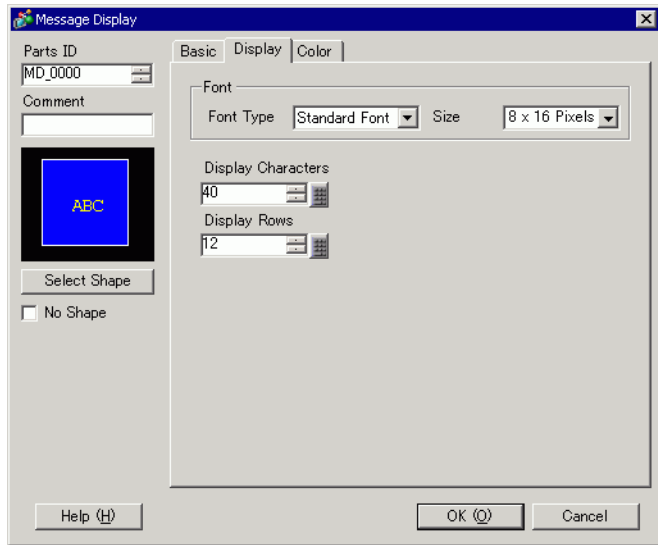 Message Display
Parts ID
MD_0000
Comment
ABC
Select Shape
No Shape
Basic Display Color
Font
Font Type Standard Font Size 8 x 16 Pixels
Display Characters
40
Display Rows
12
Help (H) OK (O) Cancel